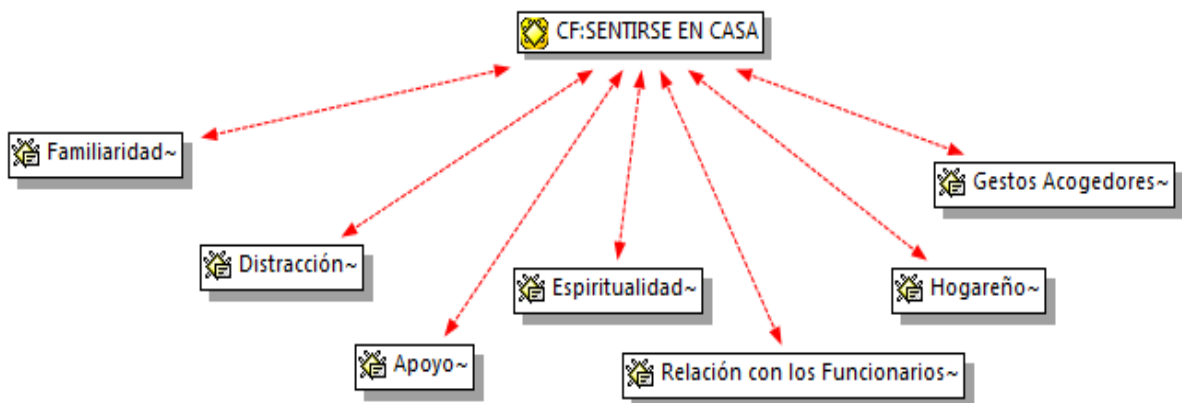 CF:SENTIRSE EN CASA
Familiaridad~
Gestos Acogedores~
Distracción~
Espiritualidad~
Hogareño~
Apoyo~
Relación con los Funcionarios~